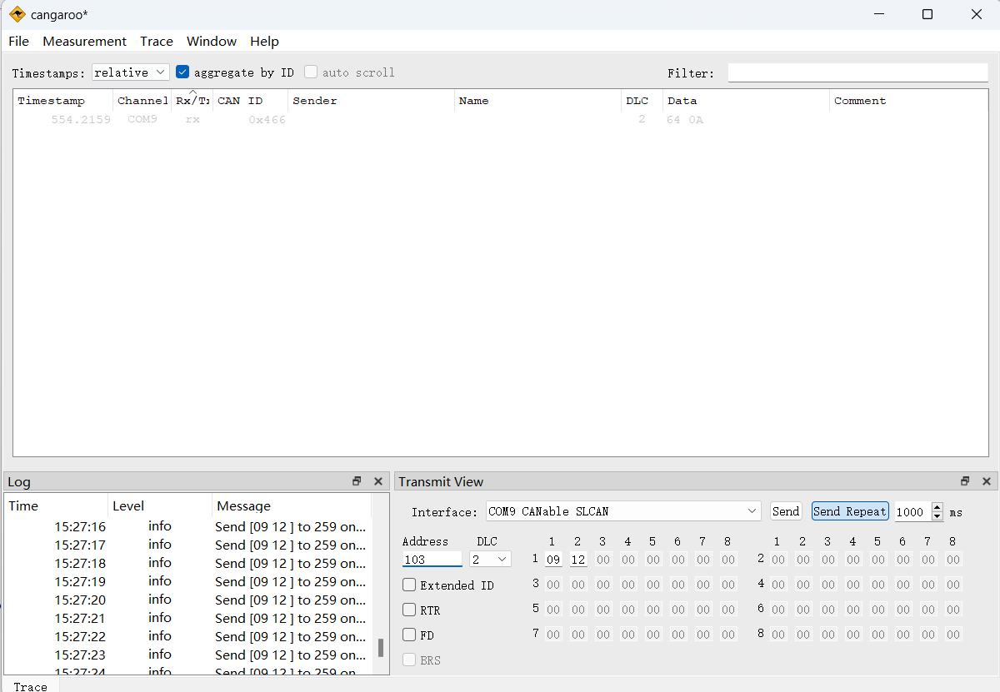 cangaroo*
File Measurement Trace Window Help
Timestamps: relative aggregate by ID auto scroll Filter:
Timestamp Channel Rx/T: CAN ID Sender Name DLC Data Comment
554.2159 COM9 rx 0x466 2 64 0A
Log
Time Level Message
15:27:16 info Send [09 12 ] to 259 on...
15:27:17 info Send [09 12 ] to 259 on...
15:27:18 info Send [09 12 ] to 259 on...
15:27:19 info Send [09 12 ] to 259 on...
15:27:20 info Send [09 12 ] to 259 on...
15:27:21 info Send [09 12 ] to 259 on...
15:27:22 info Send [09 12 ] to 259 on...
15:27:23 info Send [09 12 ] to 259 on...
15:27:24 info Send [09 12 ] to 259 on...
Transmit View
Interface: COM9 CANable SLCAN Send Send Repeat 1000 ms
Address DLC 1 2 3 4 5 6 7 8 1 2 3 4 5 6 7 8
103 2 1 09 12 00 00 00 00 00 00 2 00 00 00 00 00 00 00 00
Extended ID 3 00 00 00 00 00 00 00 00 4 00 00 00 00 00 00 00 00
RTR 5 00 00 00 00 00 00 00 00 6 00 00 00 00 00 00 00 00
FD 7 00 00 00 00 00 00 00 00 8 00 00 00 00 00 00 00 00
BRS
Trace